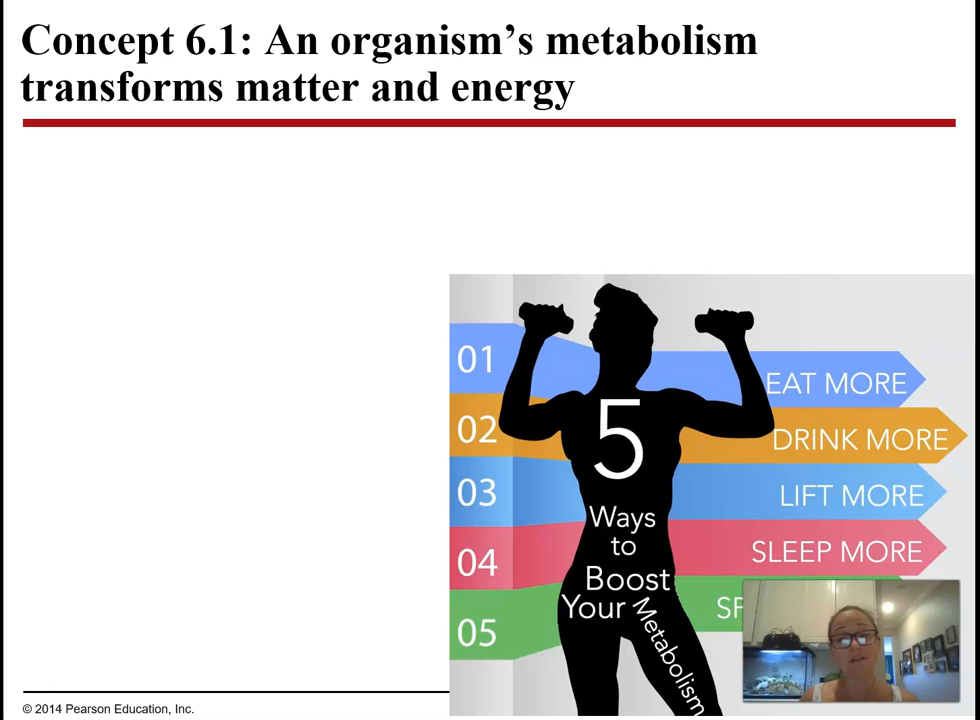 Concept 6.1: An organism’s metabolism
transforms matter and energy
01
EAT MORE
02
DRINK MORE
03
LIFT MORE
04
SLEEP MORE
05
5
Ways
to
Boost
Your
Metabolism
© 2014 Pearson Education, Inc.